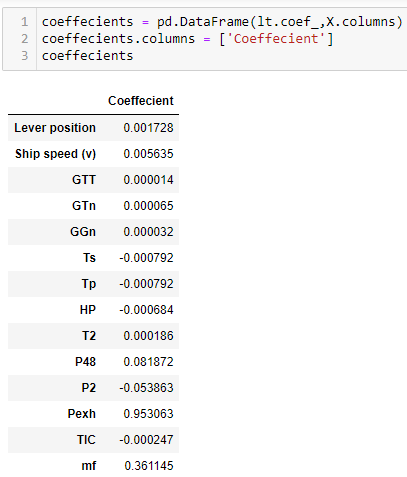 1 coeffecients = pd.DataFrame(lt.coef_,X.columns)
2 coeffecients.columns = ['Coeffecient']
3 coeffecients
Coeffecient
Lever position 0.001728
Ship speed (v) 0.005635
GTT 0.000014
GTn 0.000065
GGn 0.000032
Ts -0.000792
Tp -0.000792
HP -0.000684
T2 0.000186
P48 0.081872
P2 -0.053863
Pexh 0.953063
TIC -0.000247
mf 0.361145